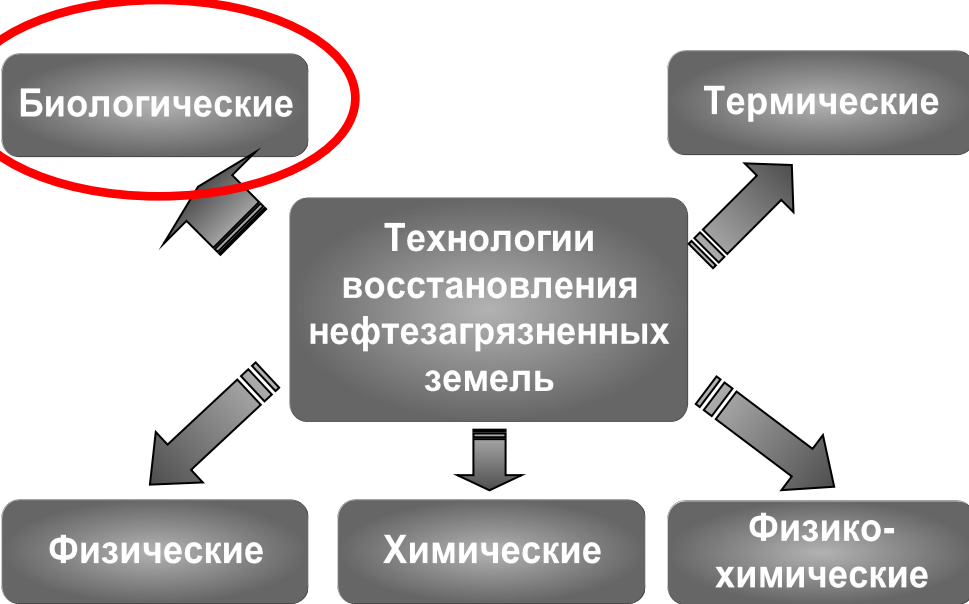 Биологические
Термические
Технологии
восстановления
нефтезагрязненных
земель
Физические
Химические
Физико-
химические